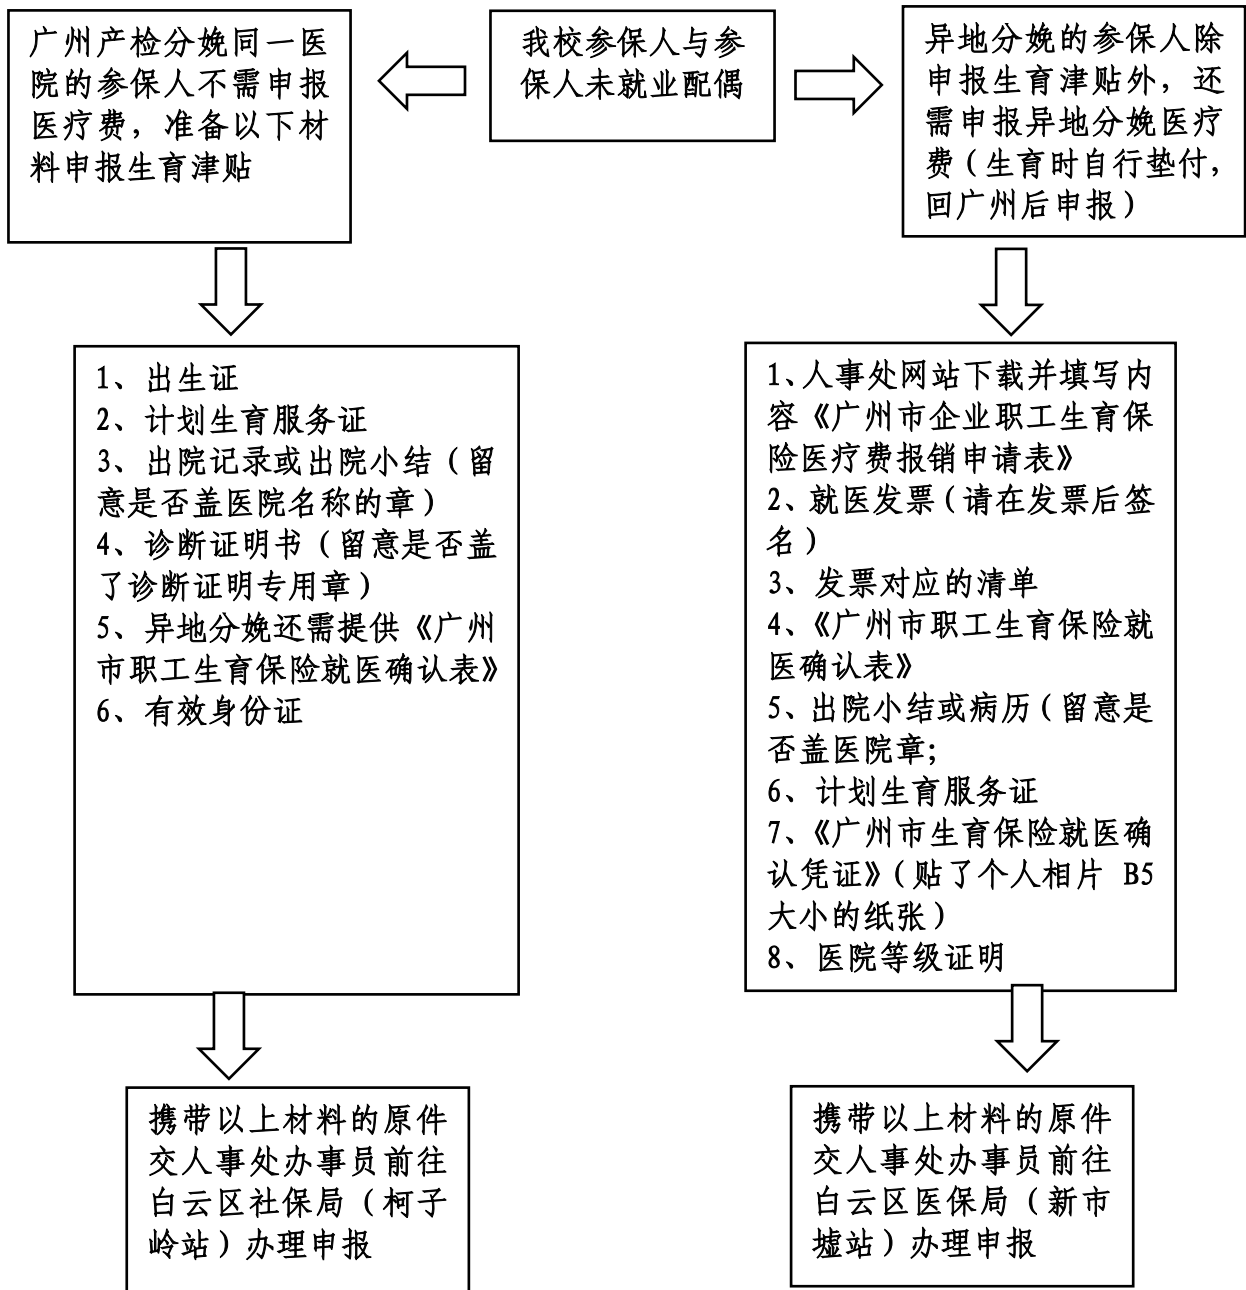 我校参保人与参
保人未就业配偶
广州产检分娩同一医
院的参保人不需申报
医疗费，准备以下材
料申报生育津贴
异地分娩的参保人除
申报生育津贴外，还
需申报异地分娩医疗
费（生育时自行垫付，
回广州后申报）
1、出生证
2、计划生育服务证
3、出院记录或出院小结（留
意是否盖医院名称的章）
4、诊断证明书（留意是否盖
了诊断证明专用章）
5、异地分娩还需提供《广州
市职工生育保险就医确认表》
6、有效身份证
1、人事处网站下载并填写内
容《广州市企业职工生育保
险医疗费报销申请表》
2、就医发票（请在发票后签
名）
3、发票对应的清单
4、《广州市职工生育保险就
医确认表》
5、出院小结或病历（留意是
否盖医院章；
6、计划生育服务证
7、《广州市生育保险就医确
认凭证》（贴了个人相片 B5
大小的纸张）
8、医院等级证明
携带以上材料的原件
交人事处办事员前往
白云区社保局（柯子
岭站）办理申报
携带以上材料的原件
交人事处办事员前往
白云区医保局（新市
墟站）办理申报